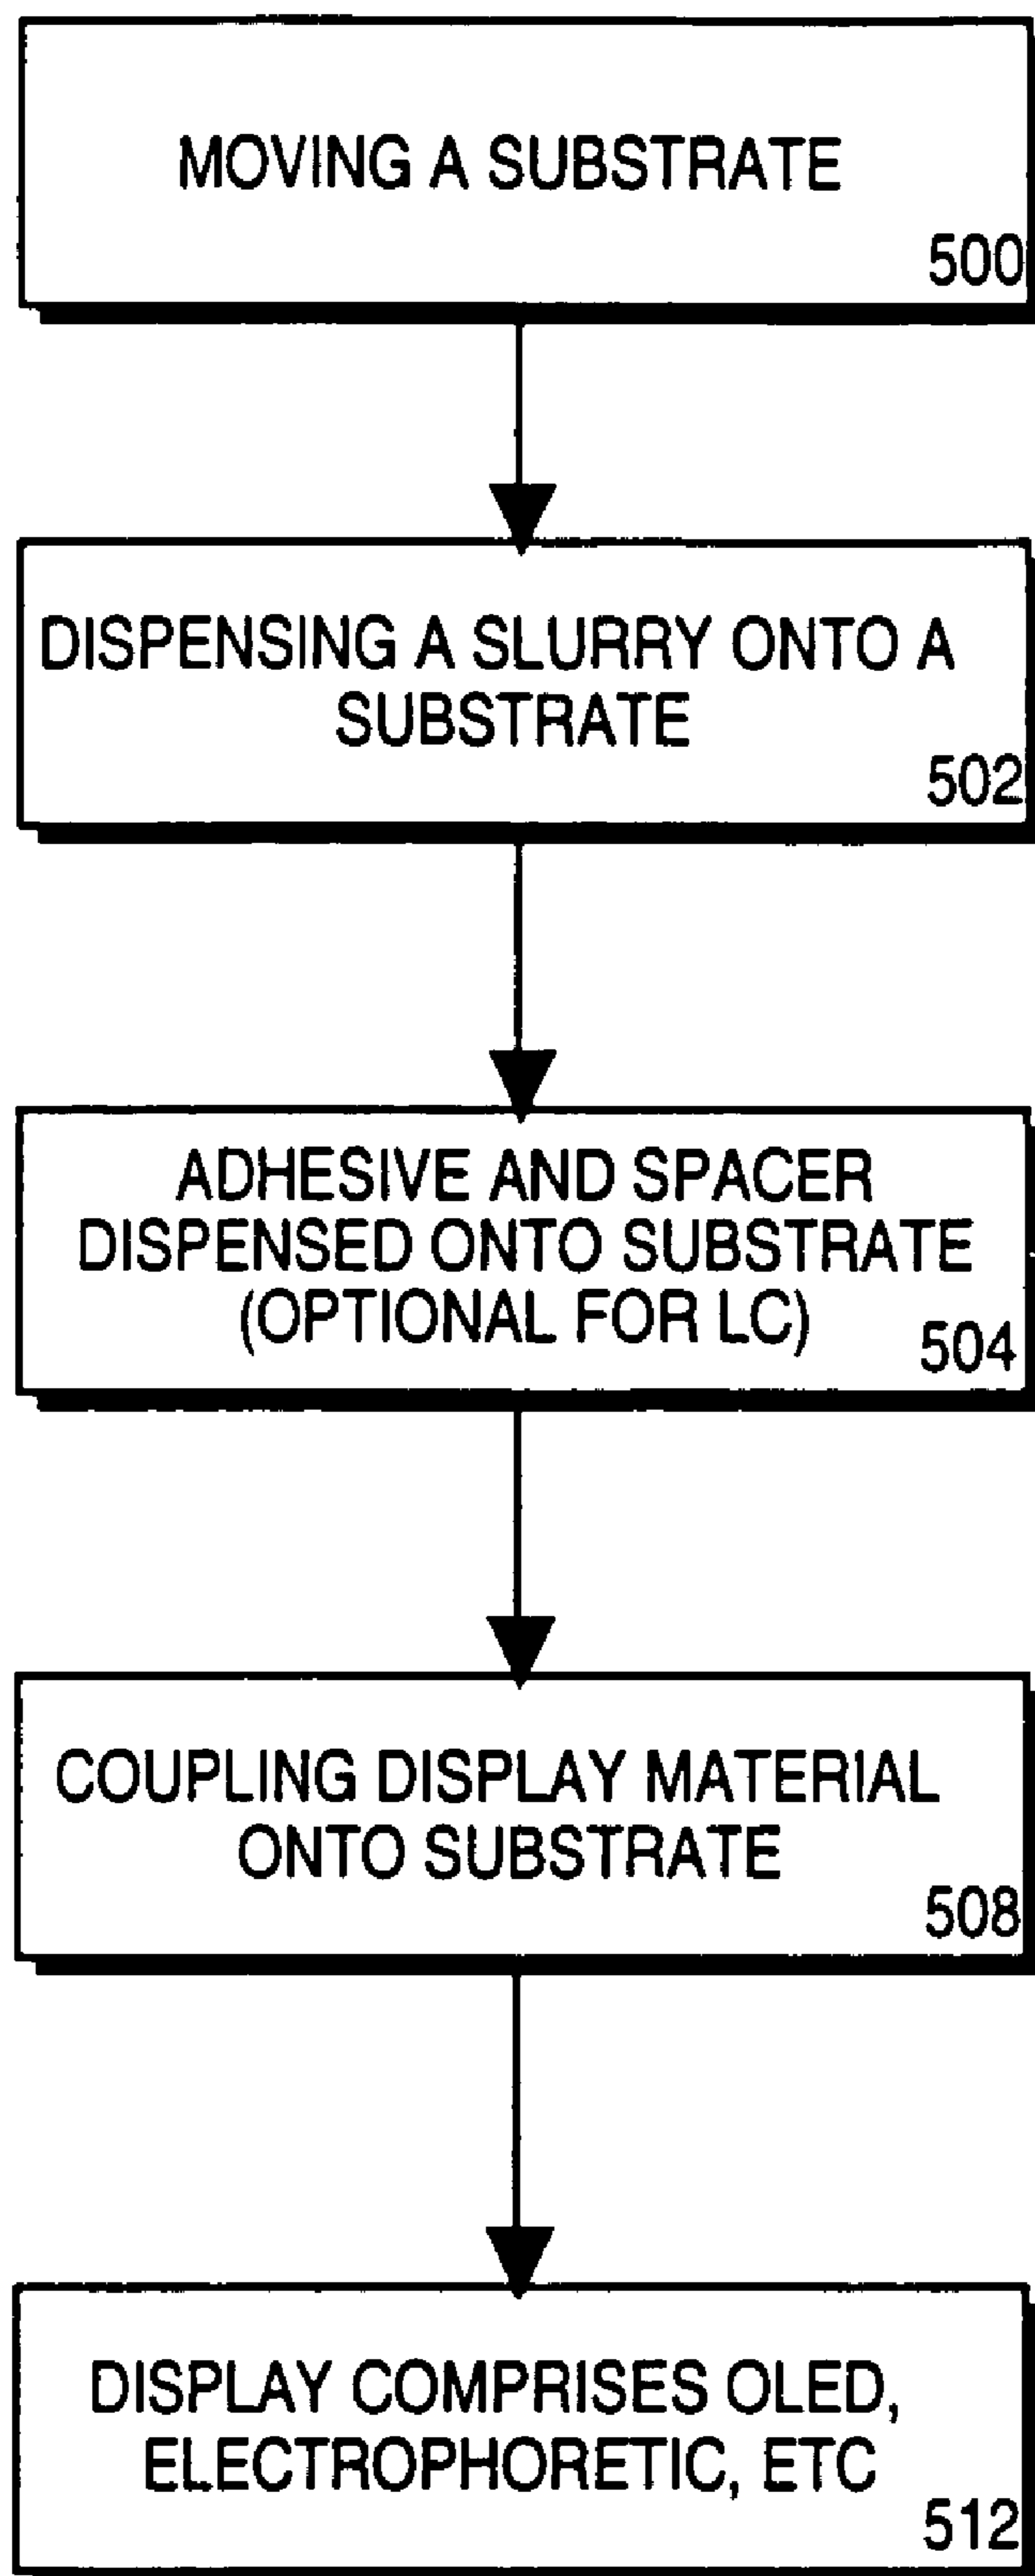 MOVING A SUBSTRATE
500
DISPENSING A SLURRY ONTO A
SUBSTRATE
502
ADHESIVE AND SPACER
DISPENSED ONTO SUBSTRATE
(OPTIONAL FOR LC)
504
COUPLING DISPLAY MATERIAL
ONTO SUBSTRATE
508
DISPLAY COMPRISES OLED,
ELECTROPHORETIC, ETC
512